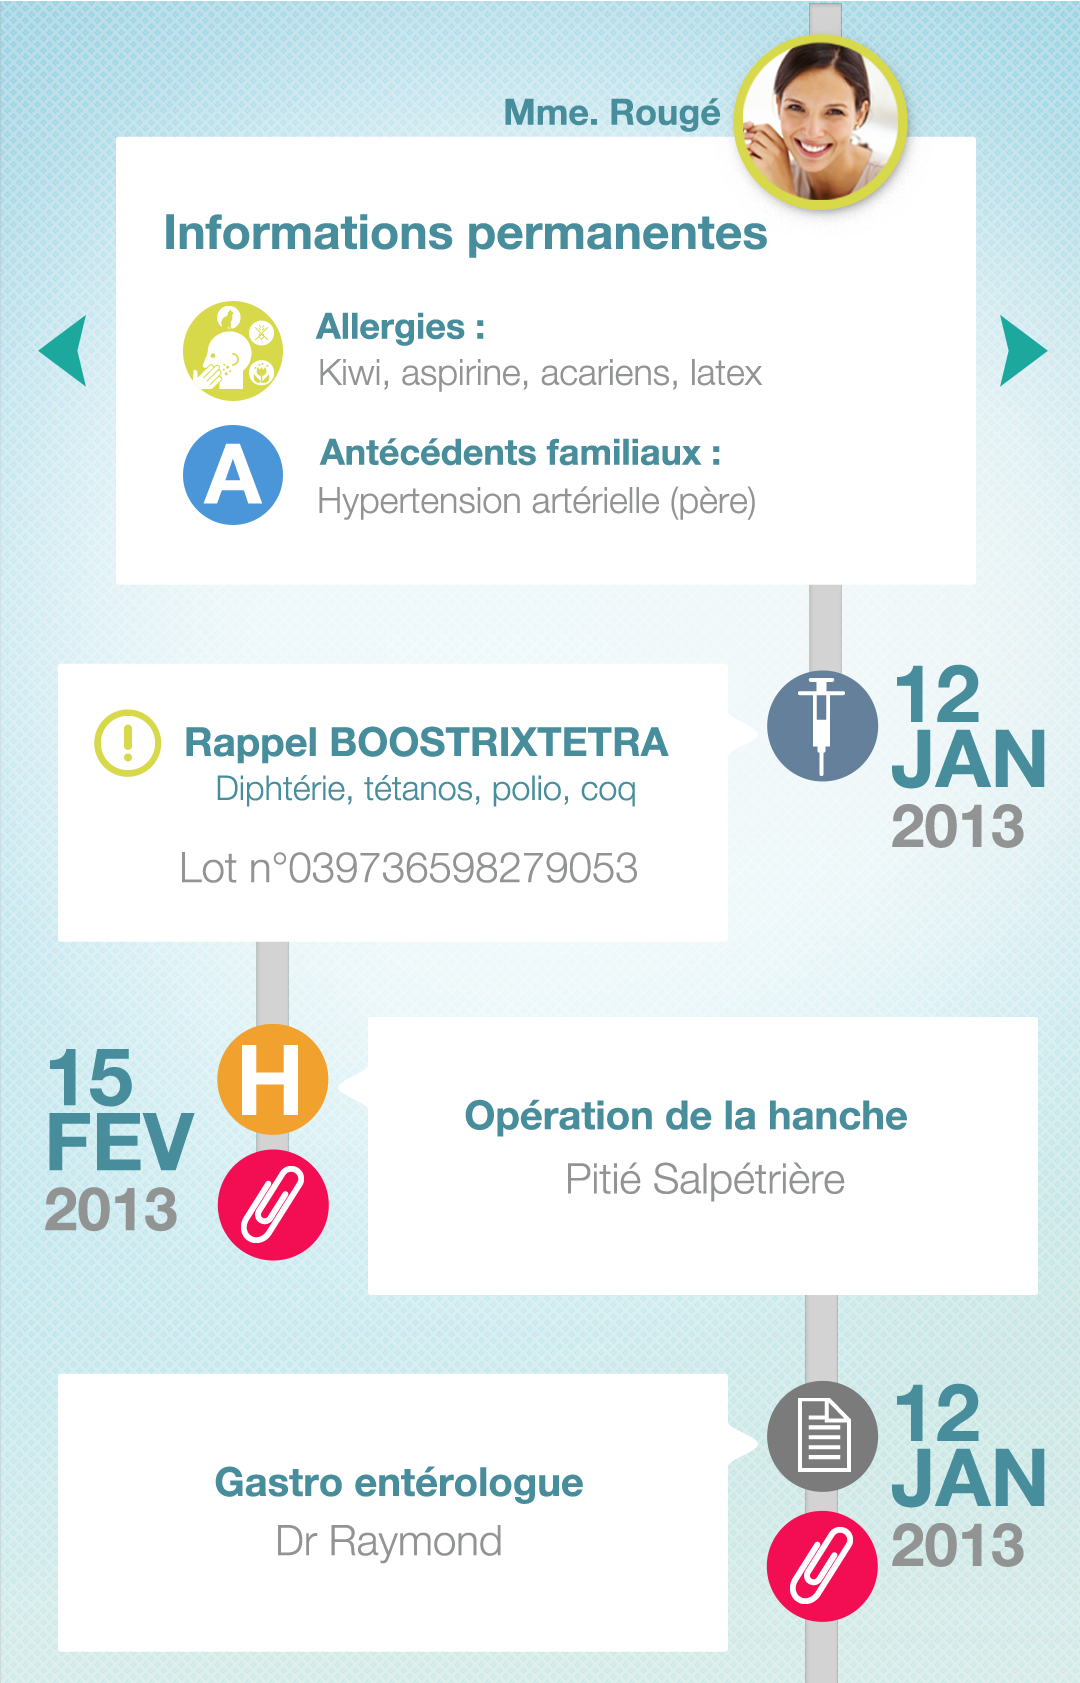 Mme. Rougé
Informations permanentes
Allergies :
Kiwi, aspirine, acariens, latex
A
Antécédents familiaux :
Hypertension artérielle (père)
Rappel BOOSTRIXTETRA
Diphtérie, tétanos, polio, coq
Lot n°039736598279053
12
JAN
2013
15
FEV
2013
H
Opération de la hanche
Pitié Salpétrière
Gastro entérologue
Dr Raymond
12
JAN
2013